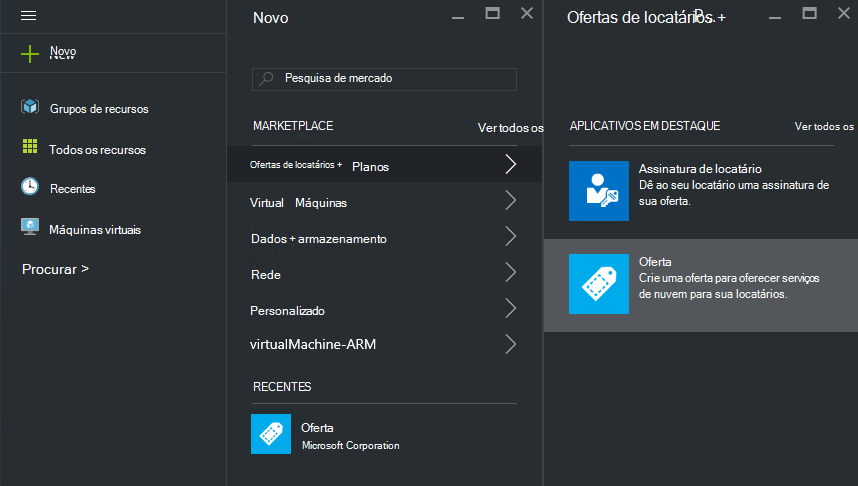 Novo
Grupos de recursos
Todos os recursos
Recentes
Máquinas virtuais
Procurar >
Novo
Pesquisa de mercado
MARKETPLACE
Ver todos os
Ofertas de locatários + Planos
Virtual Máquinas
Dados + armazenamento
Rede
Personalizado
virtualMachine-ARM
RECENTES
Oferta
Microsoft Corporation
Ofertas de locatários +
APLICATIVOS EM DESTAQUE
Ver todos os
Assinatura de locatário
Dê ao seu locatário uma assinatura de
sua oferta.
Oferta
Crie uma oferta para oferecer serviços
de nuvem para sua locatários.